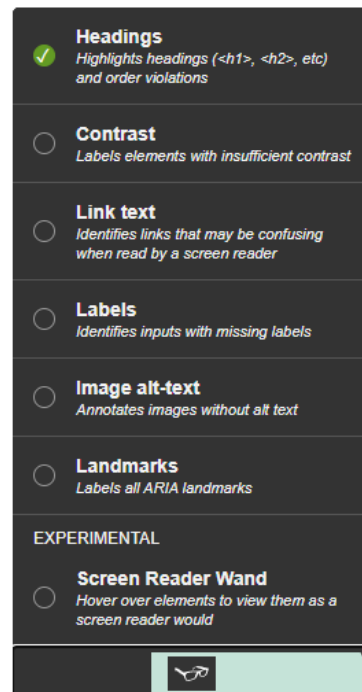 Headings
Highlights headings (<h1>, <h2>, etc)
and order violations
Contrast
Labels elements with insufficient contrast
Link text
Identifies links that may be confusing
when read by a screen reader
Labels
Identifies inputs with missing labels
Image alt-text
Annotates images without alt text
Landmarks
Labels all ARIA landmarks
EXPERIMENTAL
Screen Reader Wand
Hover over elements to view them as a
screen reader would